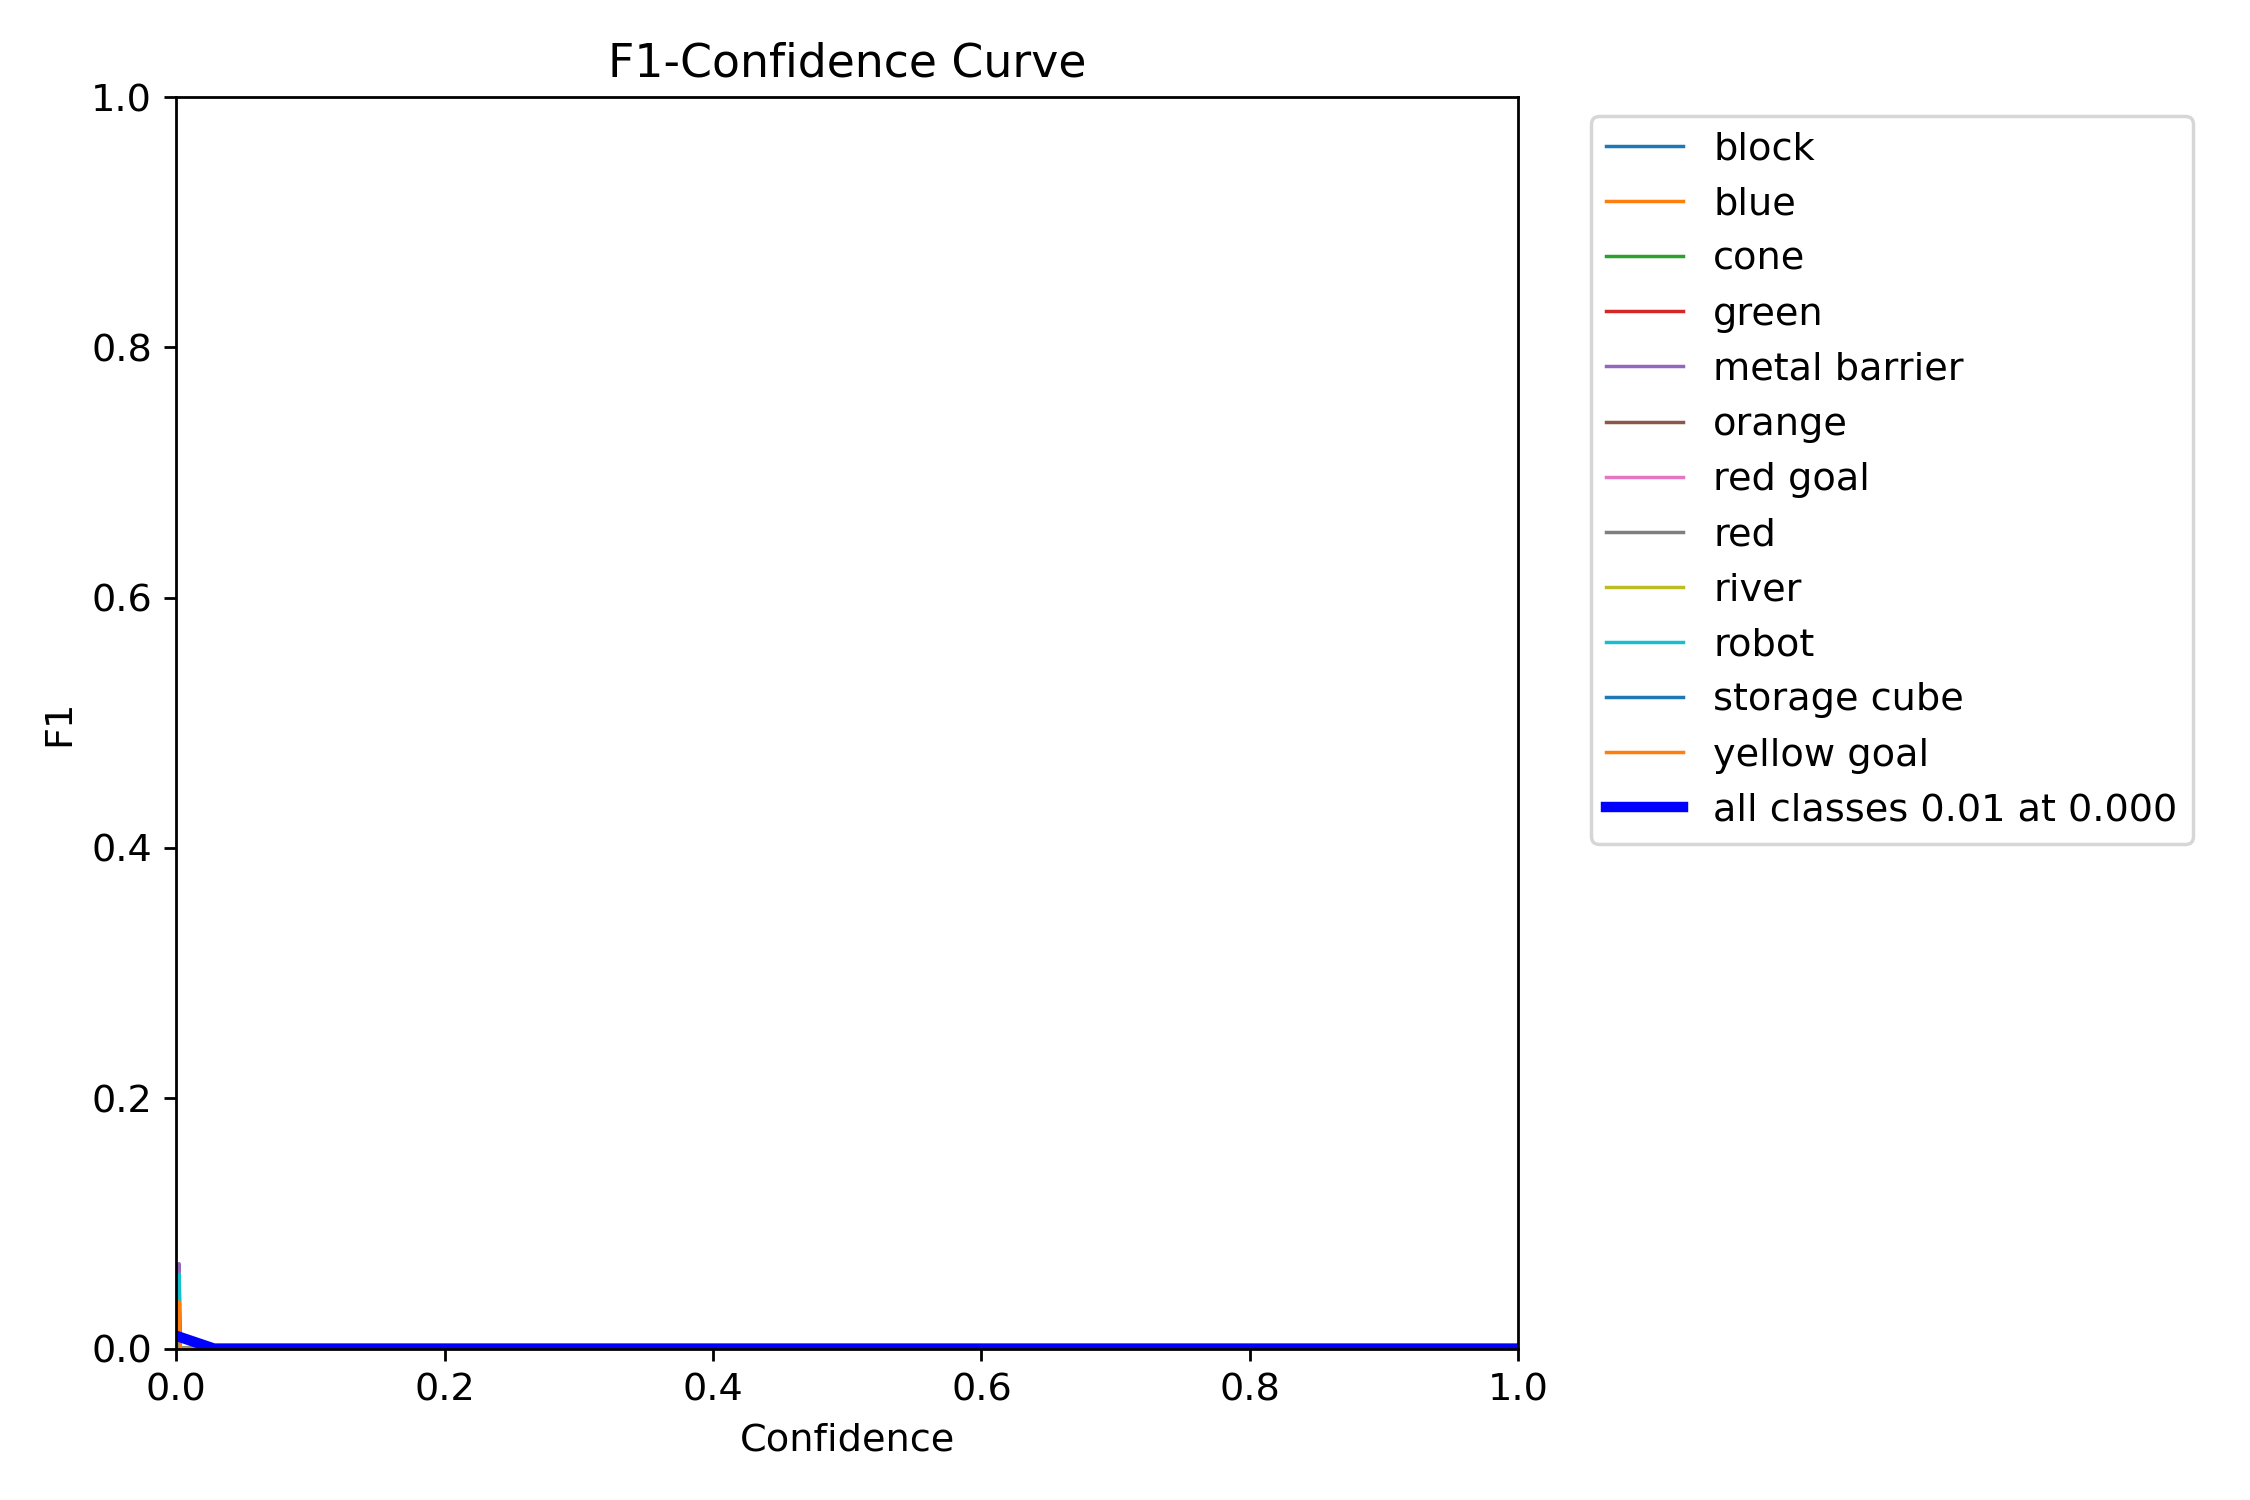 F1-Confidence Curve
1.0
0.8
0.6
0.4
0.2
0.0
F1
0.0 0.2 0.4 0.6 0.8 1.0
Confidence
block
blue
cone
green
metal barrier
orange
red goal
red
river
robot
storage cube
yellow goal
all classes 0.01 at 0.000